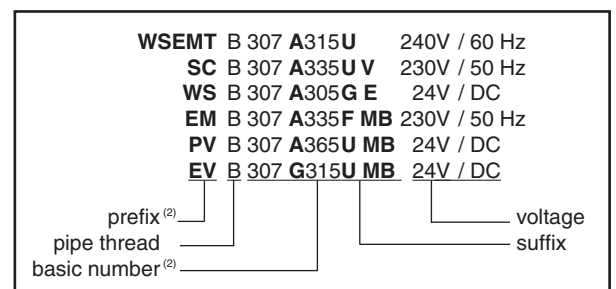 WSEMT B 307 A315U 240V / 60 Hz
SC B 307 A335U V 230V / 50 Hz
WS B 307 A305G E 24V / DC
EM B 307 A335F MB 230V / 50 Hz
PV B 307 A365U MB 24V / DC
EV B 307 G315U MB 24V / DC
prefix (2) voltage
pipe thread suffix
basic number (2)